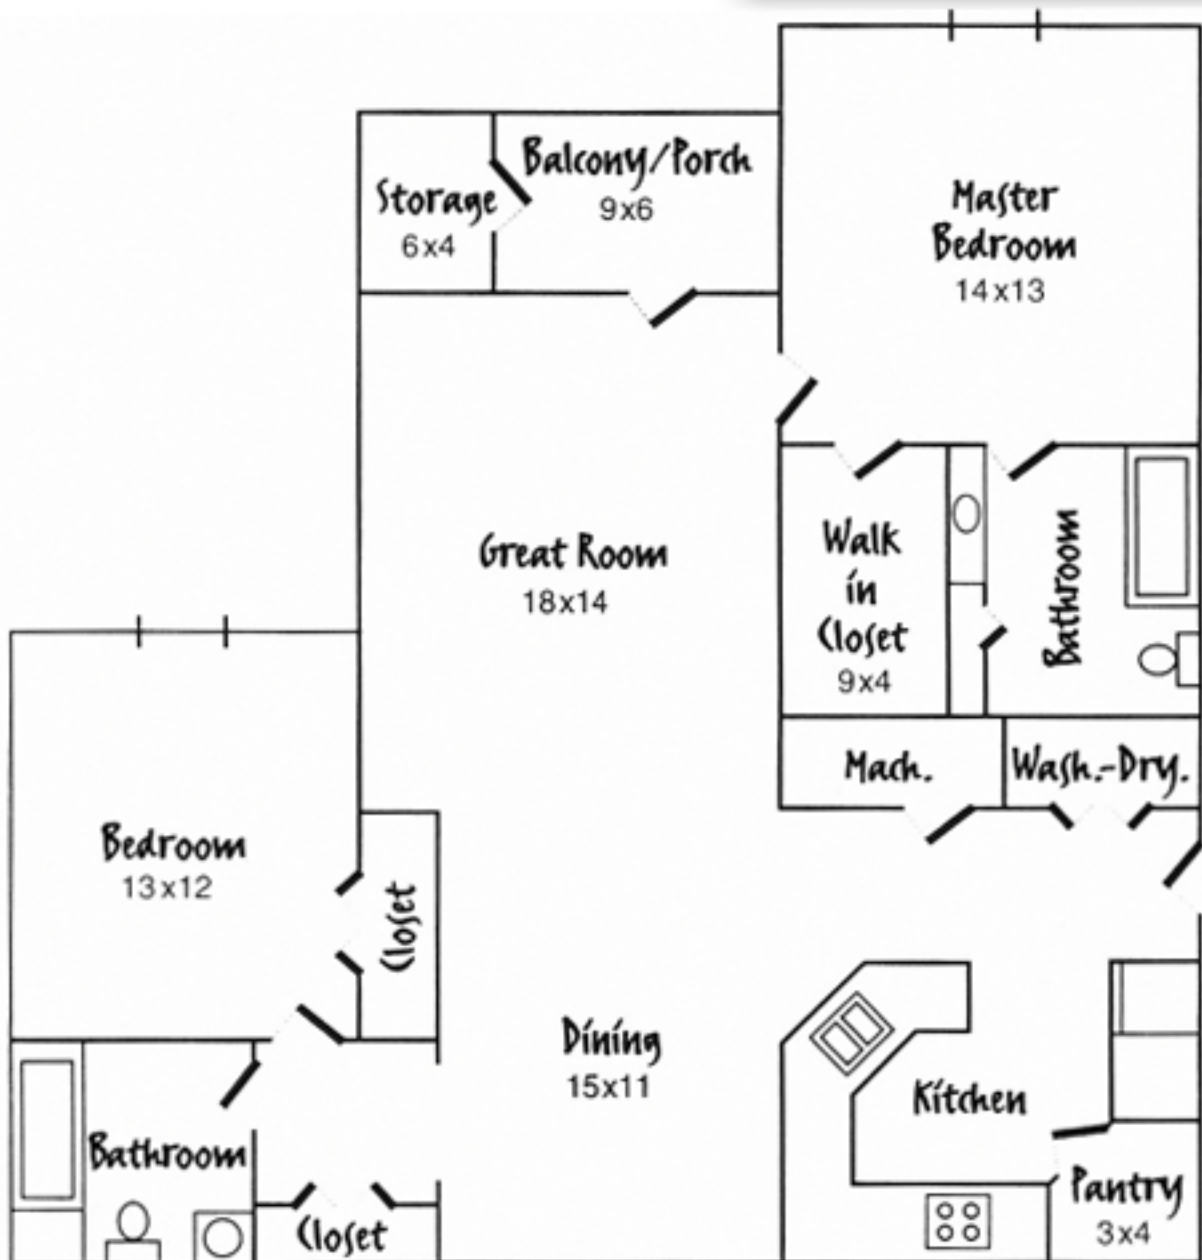 Balcony/Porch
9x6
Storage
6x4
Master
Bedroom
14x13
Great Room
18x14
Walk
in
Closet
9x4
Bathroom
Mach.
Wash.-Dry.
Bedroom
13x12
Closet
Dining
15x11
Kitchen
Bathroom
Pantry
3x4
Closet